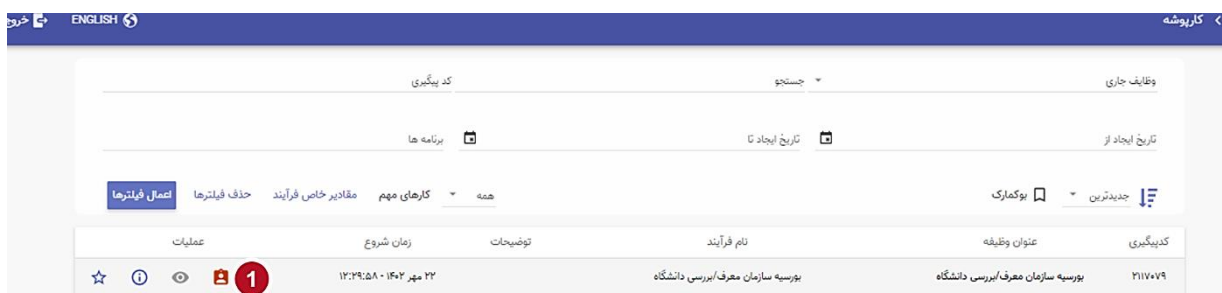 کارپوشه ENGLISH خروج
وظایف جاری جستجو کد پیگیری
تاریخ ایجاد از تاریخ ایجاد تا برنامه ها
جدیدترین بوکمارک همه کارهای مهم مقادیر خاص فرآیند حذف فیلترها اعمال فیلترها
کدپیگیری عنوان وظیفه نام فرآیند توضیحات زمان شروع عملیات
۲۱۱۷۰۷۹ بورسیه سازمان معرف/بررسی دانشگاه بورسیه سازمان معرف/بررسی دانشگاه ۲۲ مهر ۱۴۰۲ - ۱۲:۲۹:۵۸ 1